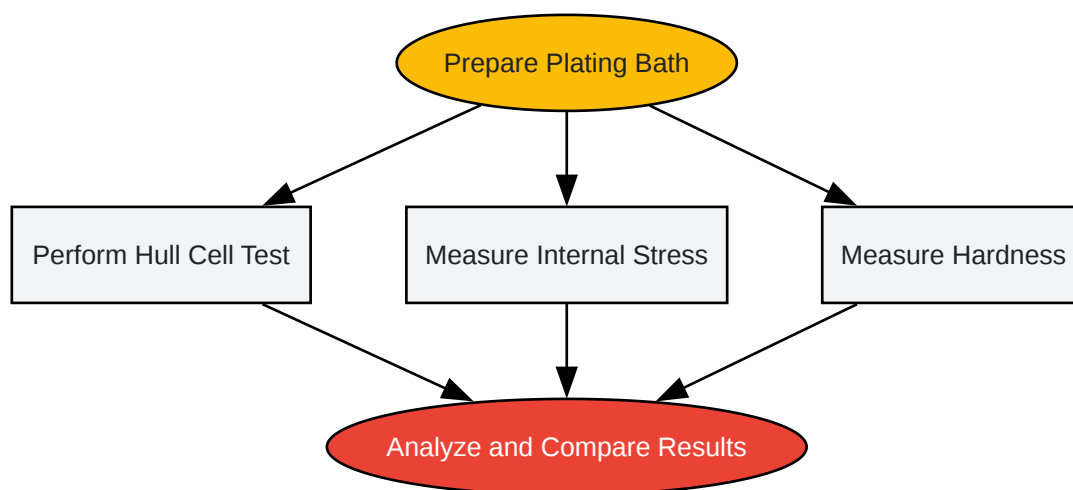 Prepare Plating Bath
Perform Hull Cell Test
Measure Internal Stress
Measure Hardness
Analyze and Compare Results